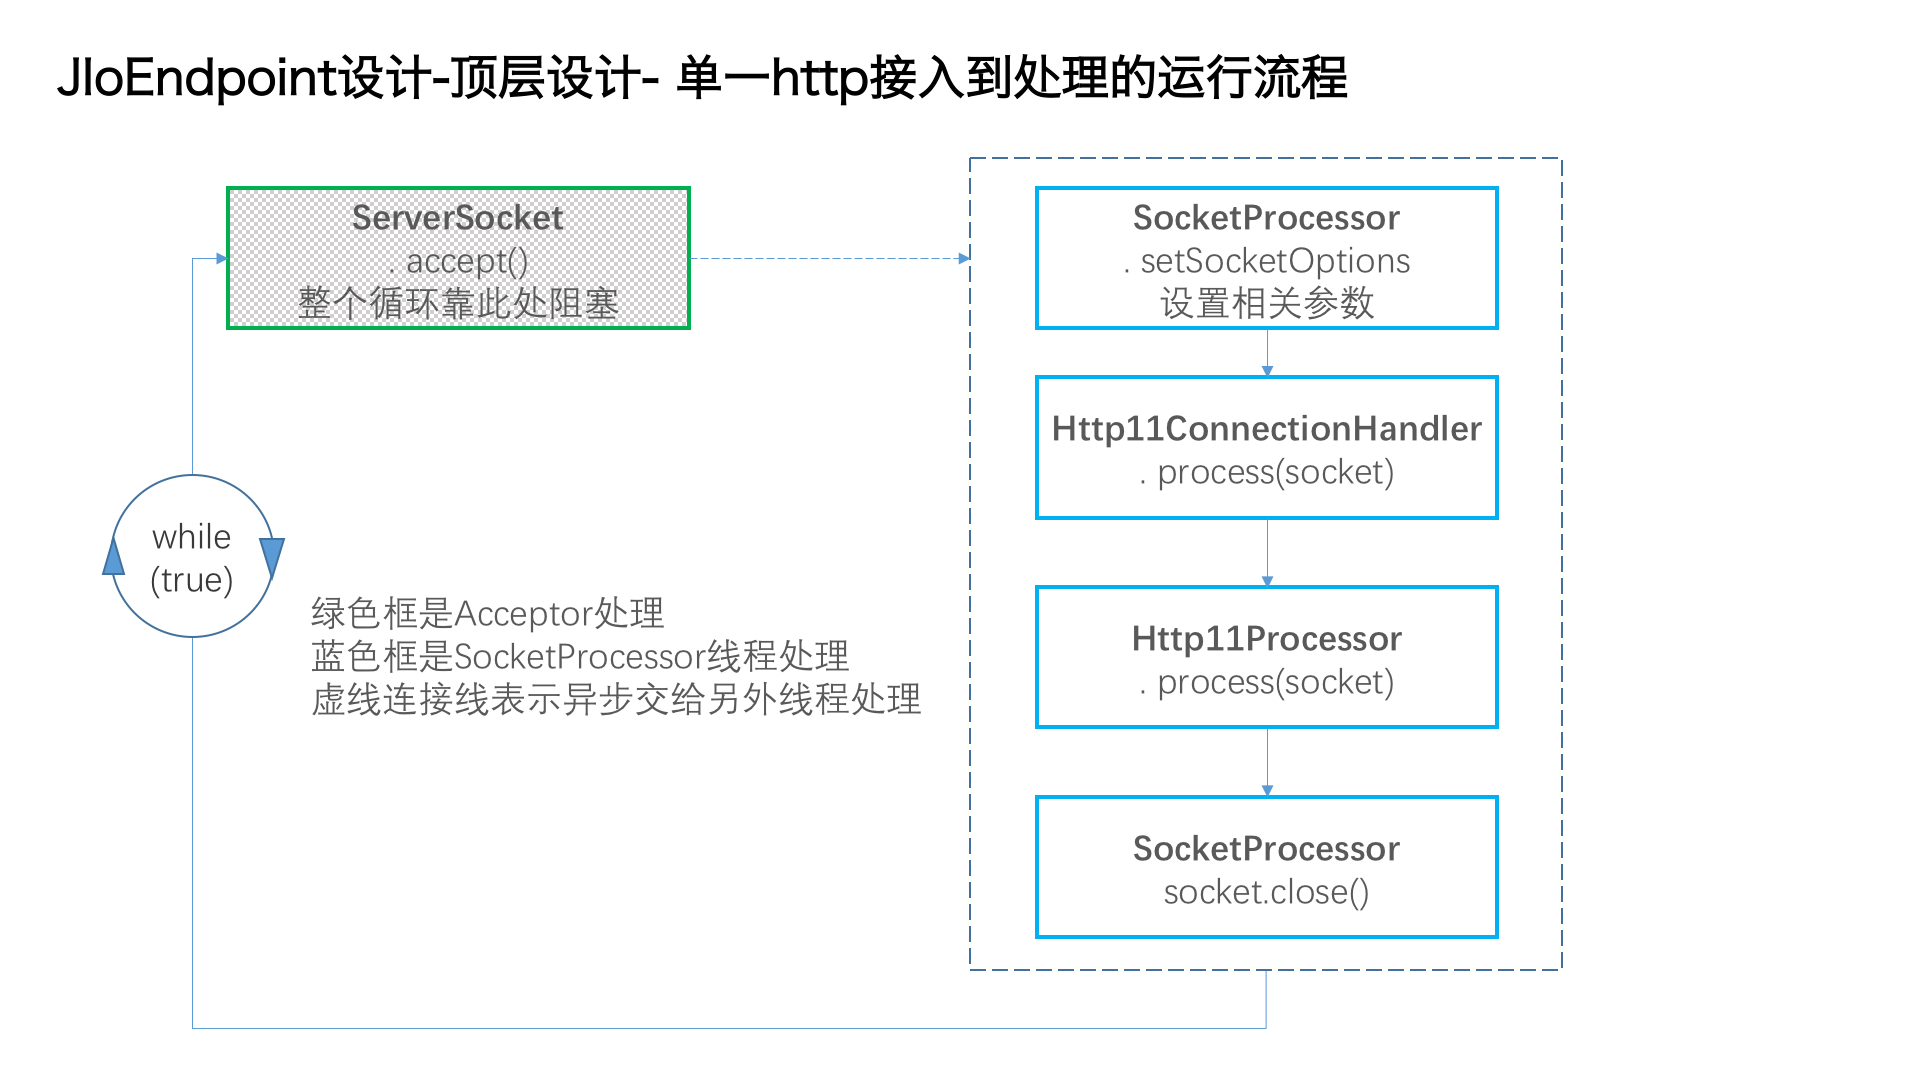 JIoEndpoint设计-顶层设计- 单一http接入到处理的运行流程
ServerSocket
. accept()
整个循环靠此处阻塞
SocketProcessor
. setSocketOptions
设置相关参数
Http11ConnectionHandler
. process(socket)
while
(true)
绿色框是Acceptor处理
蓝色框是SocketProcessor线程处理
虚线连接线表示异步交给另外线程处理
Http11Processor
. process(socket)
SocketProcessor
socket.close()